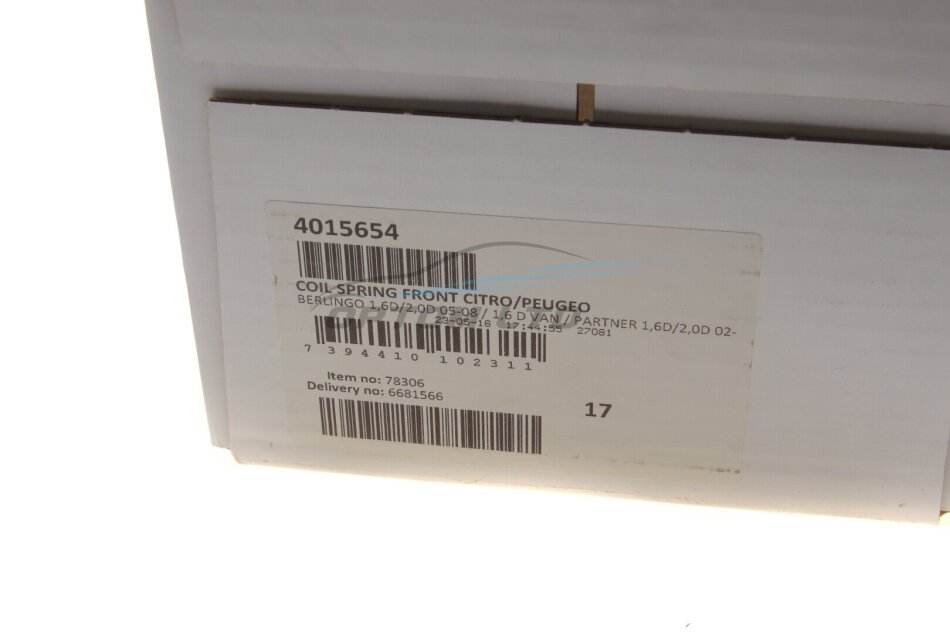 4015654
COIL SPRING FRONT CITRO/PEUGEO
BERLINGO 1,6D/2,0D 05-08 / 1,6 D VAN / PARTNER 1,6D/2,0D 02-
23-05-16 17:44:55 27081
7 394410 102311
Item no: 78306
Delivery no: 6681566
17